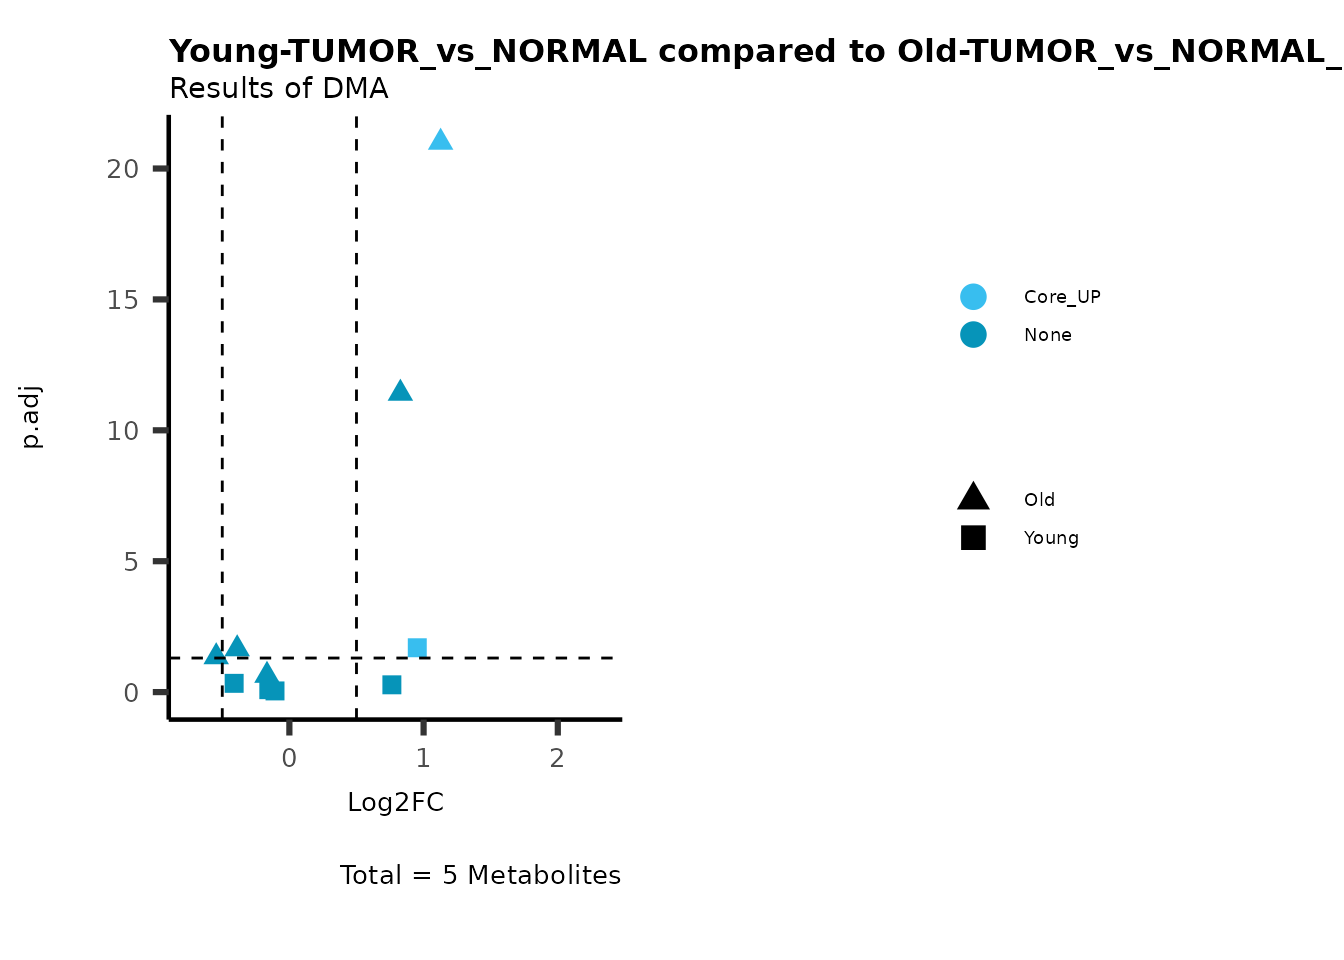 Young-TUMOR_vs_NORMAL compared to Old-TUMOR_vs_NORMAL_
Results of DMA
20
15
10
5
0
p.adj
0 1 2
Log2FC
Total = 5 Metabolites
Core_UP
None
Old
Young